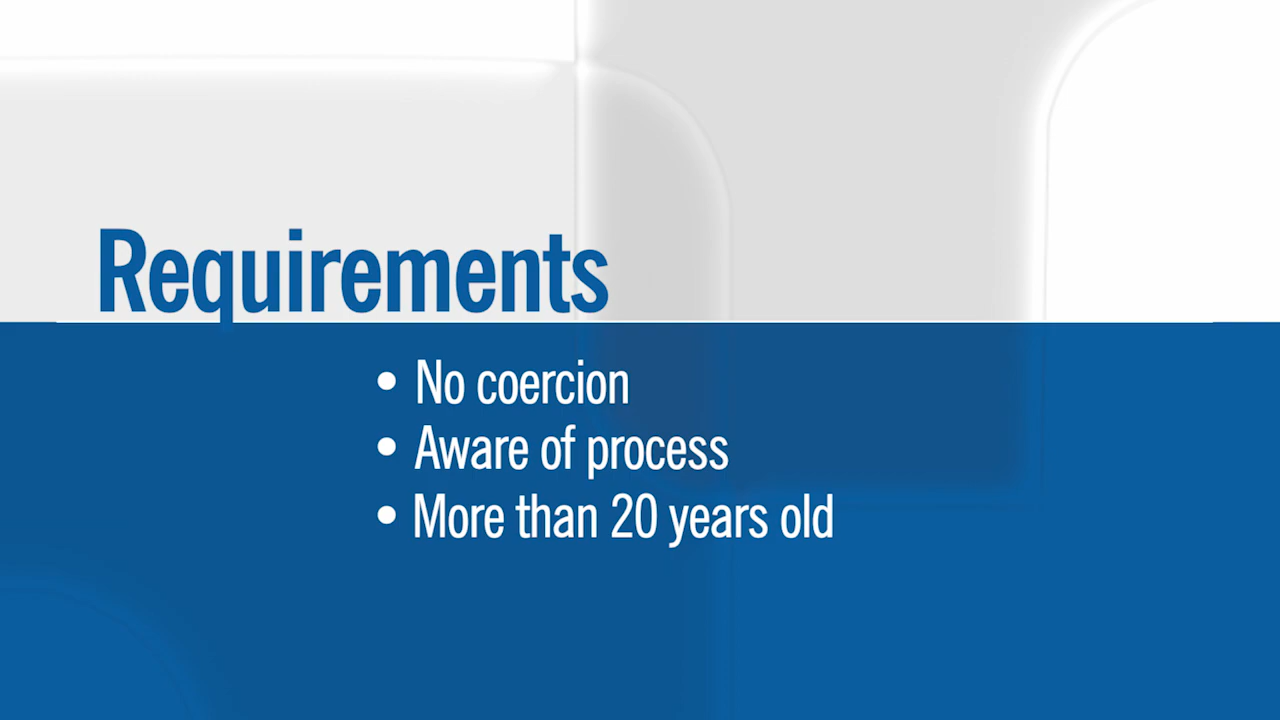 Requirements
• No coercion
• Aware of process
• More than 20 years old